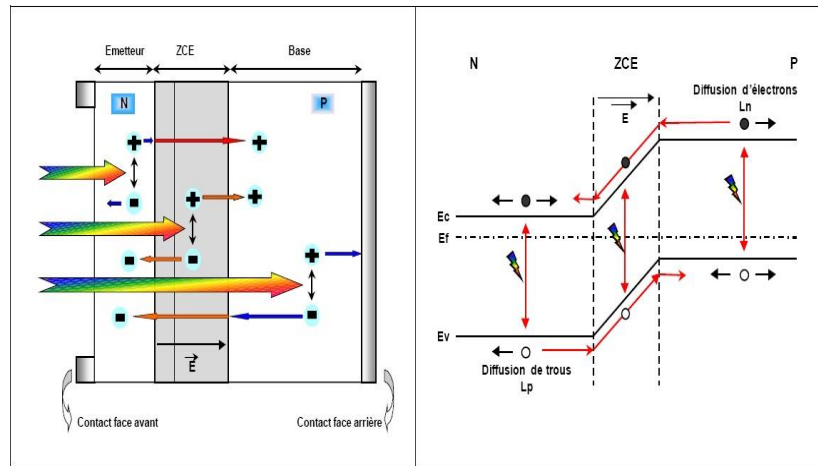 Emetteur ZCE Base
N P
E
Contact face avant
Contact face arrière
N ZCE P
E
Diffusion d'électrons
Ln
Ec
Ef
Ev
Diffusion de trous
Lp